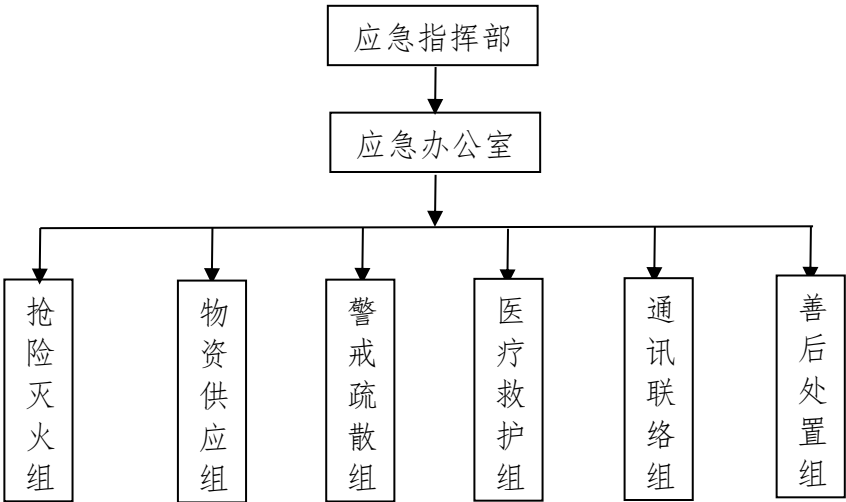 应急指挥部
应急办公室
抢险灭火组
物资供应组
警戒疏散组
医疗救护组
通讯联络组
善后处置组